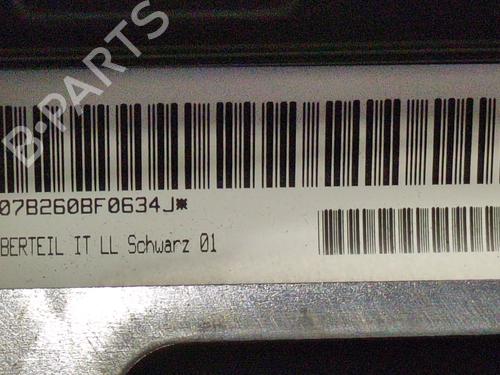 B-PARTS
07B260BF0634J*
BERTEIL IT LL Schwarz 01